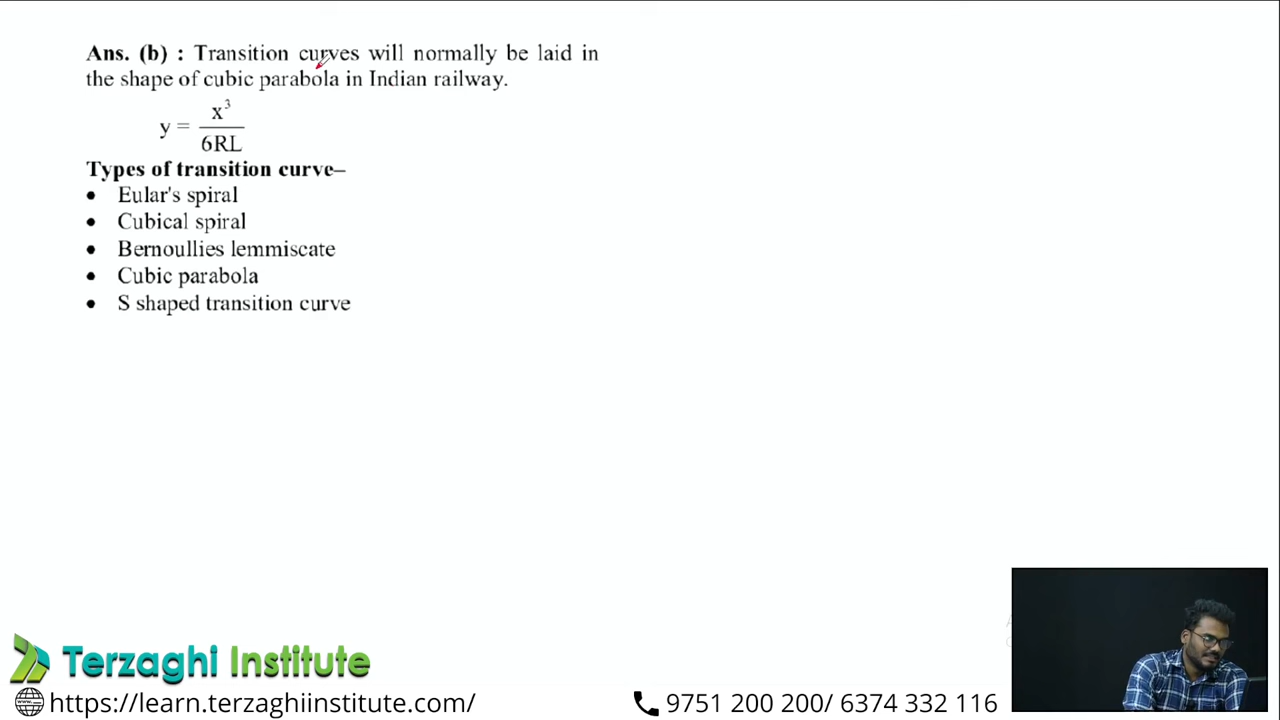 Ans. (b) : Transition curves will normally be laid in
the shape of cubic parabola in Indian railway.
y = x³ / 6RL
Types of transition curve–
• Eular's spiral
• Cubical spiral
• Bernoullies lemmiscate
• Cubic parabola
• S shaped transition curve
Terzaghi Institute
https://learn.terzaghiinstitute.com/
9751 200 200/ 6374 332 116